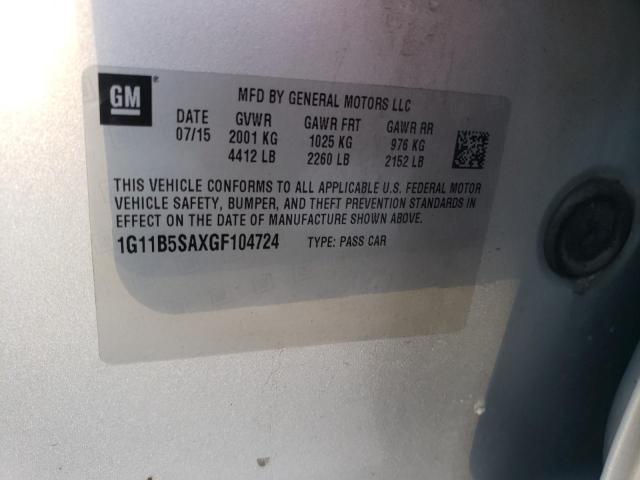 GM ®
MFD BY GENERAL MOTORS LLC
DATE GVWR GAWR FRT GAWR RR
07/15 2001 KG 1025 KG 976 KG
4412 LB 2260 LB 2152 LB
THIS VEHICLE CONFORMS TO ALL APPLICABLE U.S. FEDERAL MOTOR
VEHICLE SAFETY, BUMPER, AND THEFT PREVENTION STANDARDS IN
EFFECT ON THE DATE OF MANUFACTURE SHOWN ABOVE.
1G11B5SAXGF104724 TYPE: PASS CAR